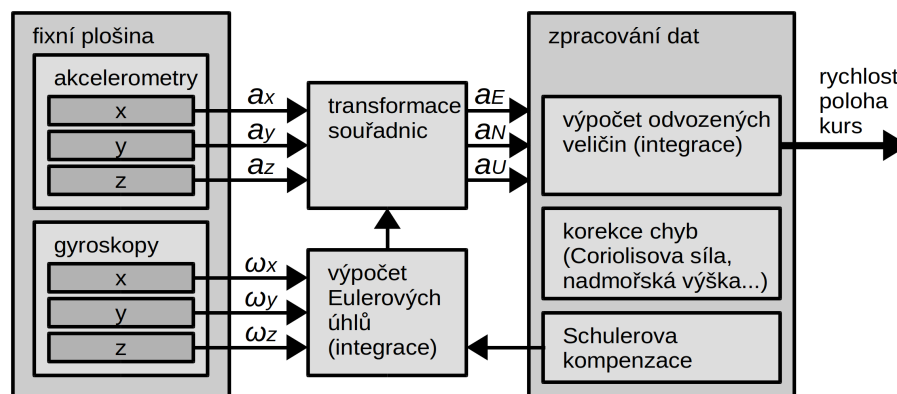 fixní plošina
akcelerometry
x
y
z
gyroskopy
x
y
z
ax
ay
az
ωx
ωy
ωz
transformace
souřadnic
výpočet
Eulerových
úhlů
(integrace)
aE
aN
aU
zpracování dat
výpočet odvozených
veličin (integrace)
korekce chyb
(Coriolisova síla,
nadmořská výška...)
Schulerova
kompenzace
rychlost
poloha
kurs